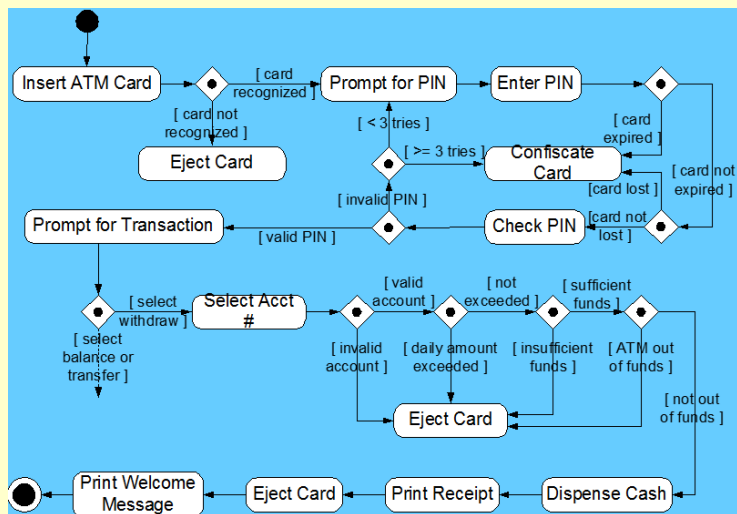 Insert ATM Card
[ card
recognized ]
Prompt for PIN
Enter PIN
[ card not
recognized ]
Eject Card
[ < 3 tries ]
[ >= 3 tries ]
[ card
expired ]
Confiscate
Card
[ card not
expired ]
[card lost ]
[ invalid PIN ]
Prompt for Transaction
[ valid PIN ]
Check PIN
[card not
lost ]
[ select
withdraw ]
[ select
balance or
transfer ]
Select Acct
#
[ valid
account ]
[ not
exceeded ]
[ sufficient
funds ]
[ invalid
account ]
[ daily amount
exceeded ]
[ insufficient
funds ]
[ ATM out
of funds ]
[ not out
of funds ]
Eject Card
Print Welcome
Message
Eject Card
Print Receipt
Dispense Cash